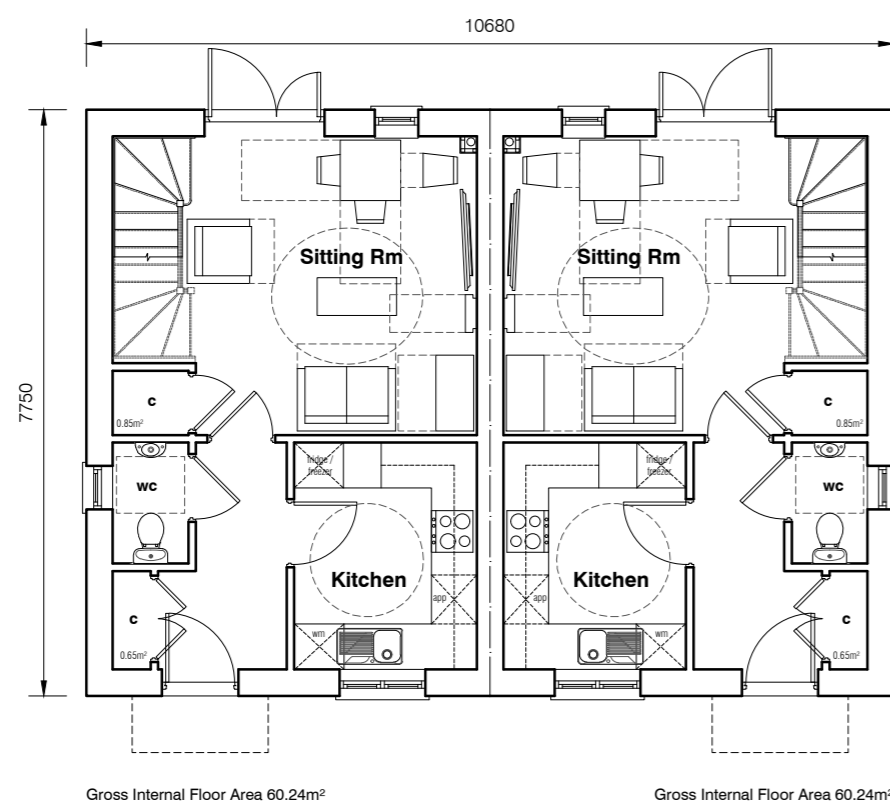 10680
7750
Sitting Rm
Sitting Rm
c
0.85m²
c
0.85m²
fridge / freezer
fridge / freezer
wc
wc
Kitchen
Kitchen
app
app
c
0.65m²
c
0.65m²
wm
wm
Gross Internal Floor Area 60.24m²
Gross Internal Floor Area 60.24m²